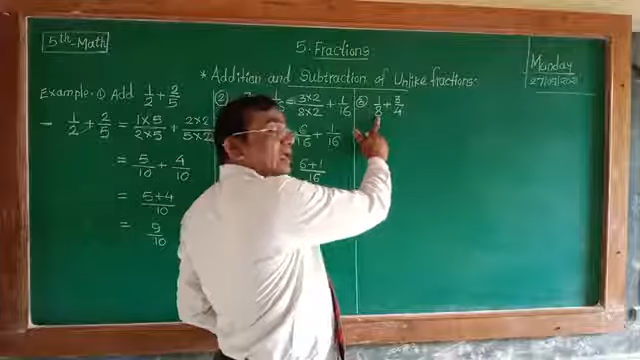 5th-Math
5. Fractions
Monday
27/05/2020
* Addition and Subtraction of Unlike fractions:
Example. ① Add 1/2 + 2/5
→ 1/2 + 2/5 = 1×5/2×5 + 2×2/5×2
= 5/10 + 4/10
= 5+4/10
= 9/10
②
= 3×2/8×2 + 1/16
6/16 + 1/16
6+1/16
③ 1/8 + 3/4